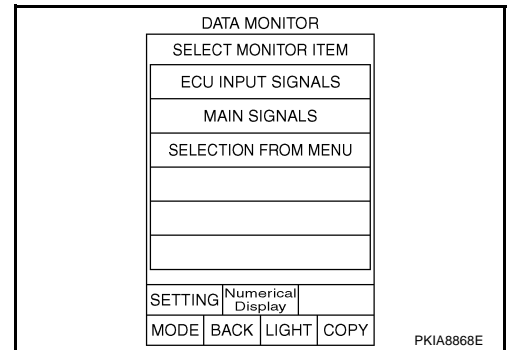 DATA MONITOR
SELECT MONITOR ITEM
ECU INPUT SIGNALS
MAIN SIGNALS
SELECTION FROM MENU
SETTING Numerical Display
MODE BACK LIGHT COPY
PKIA8868E